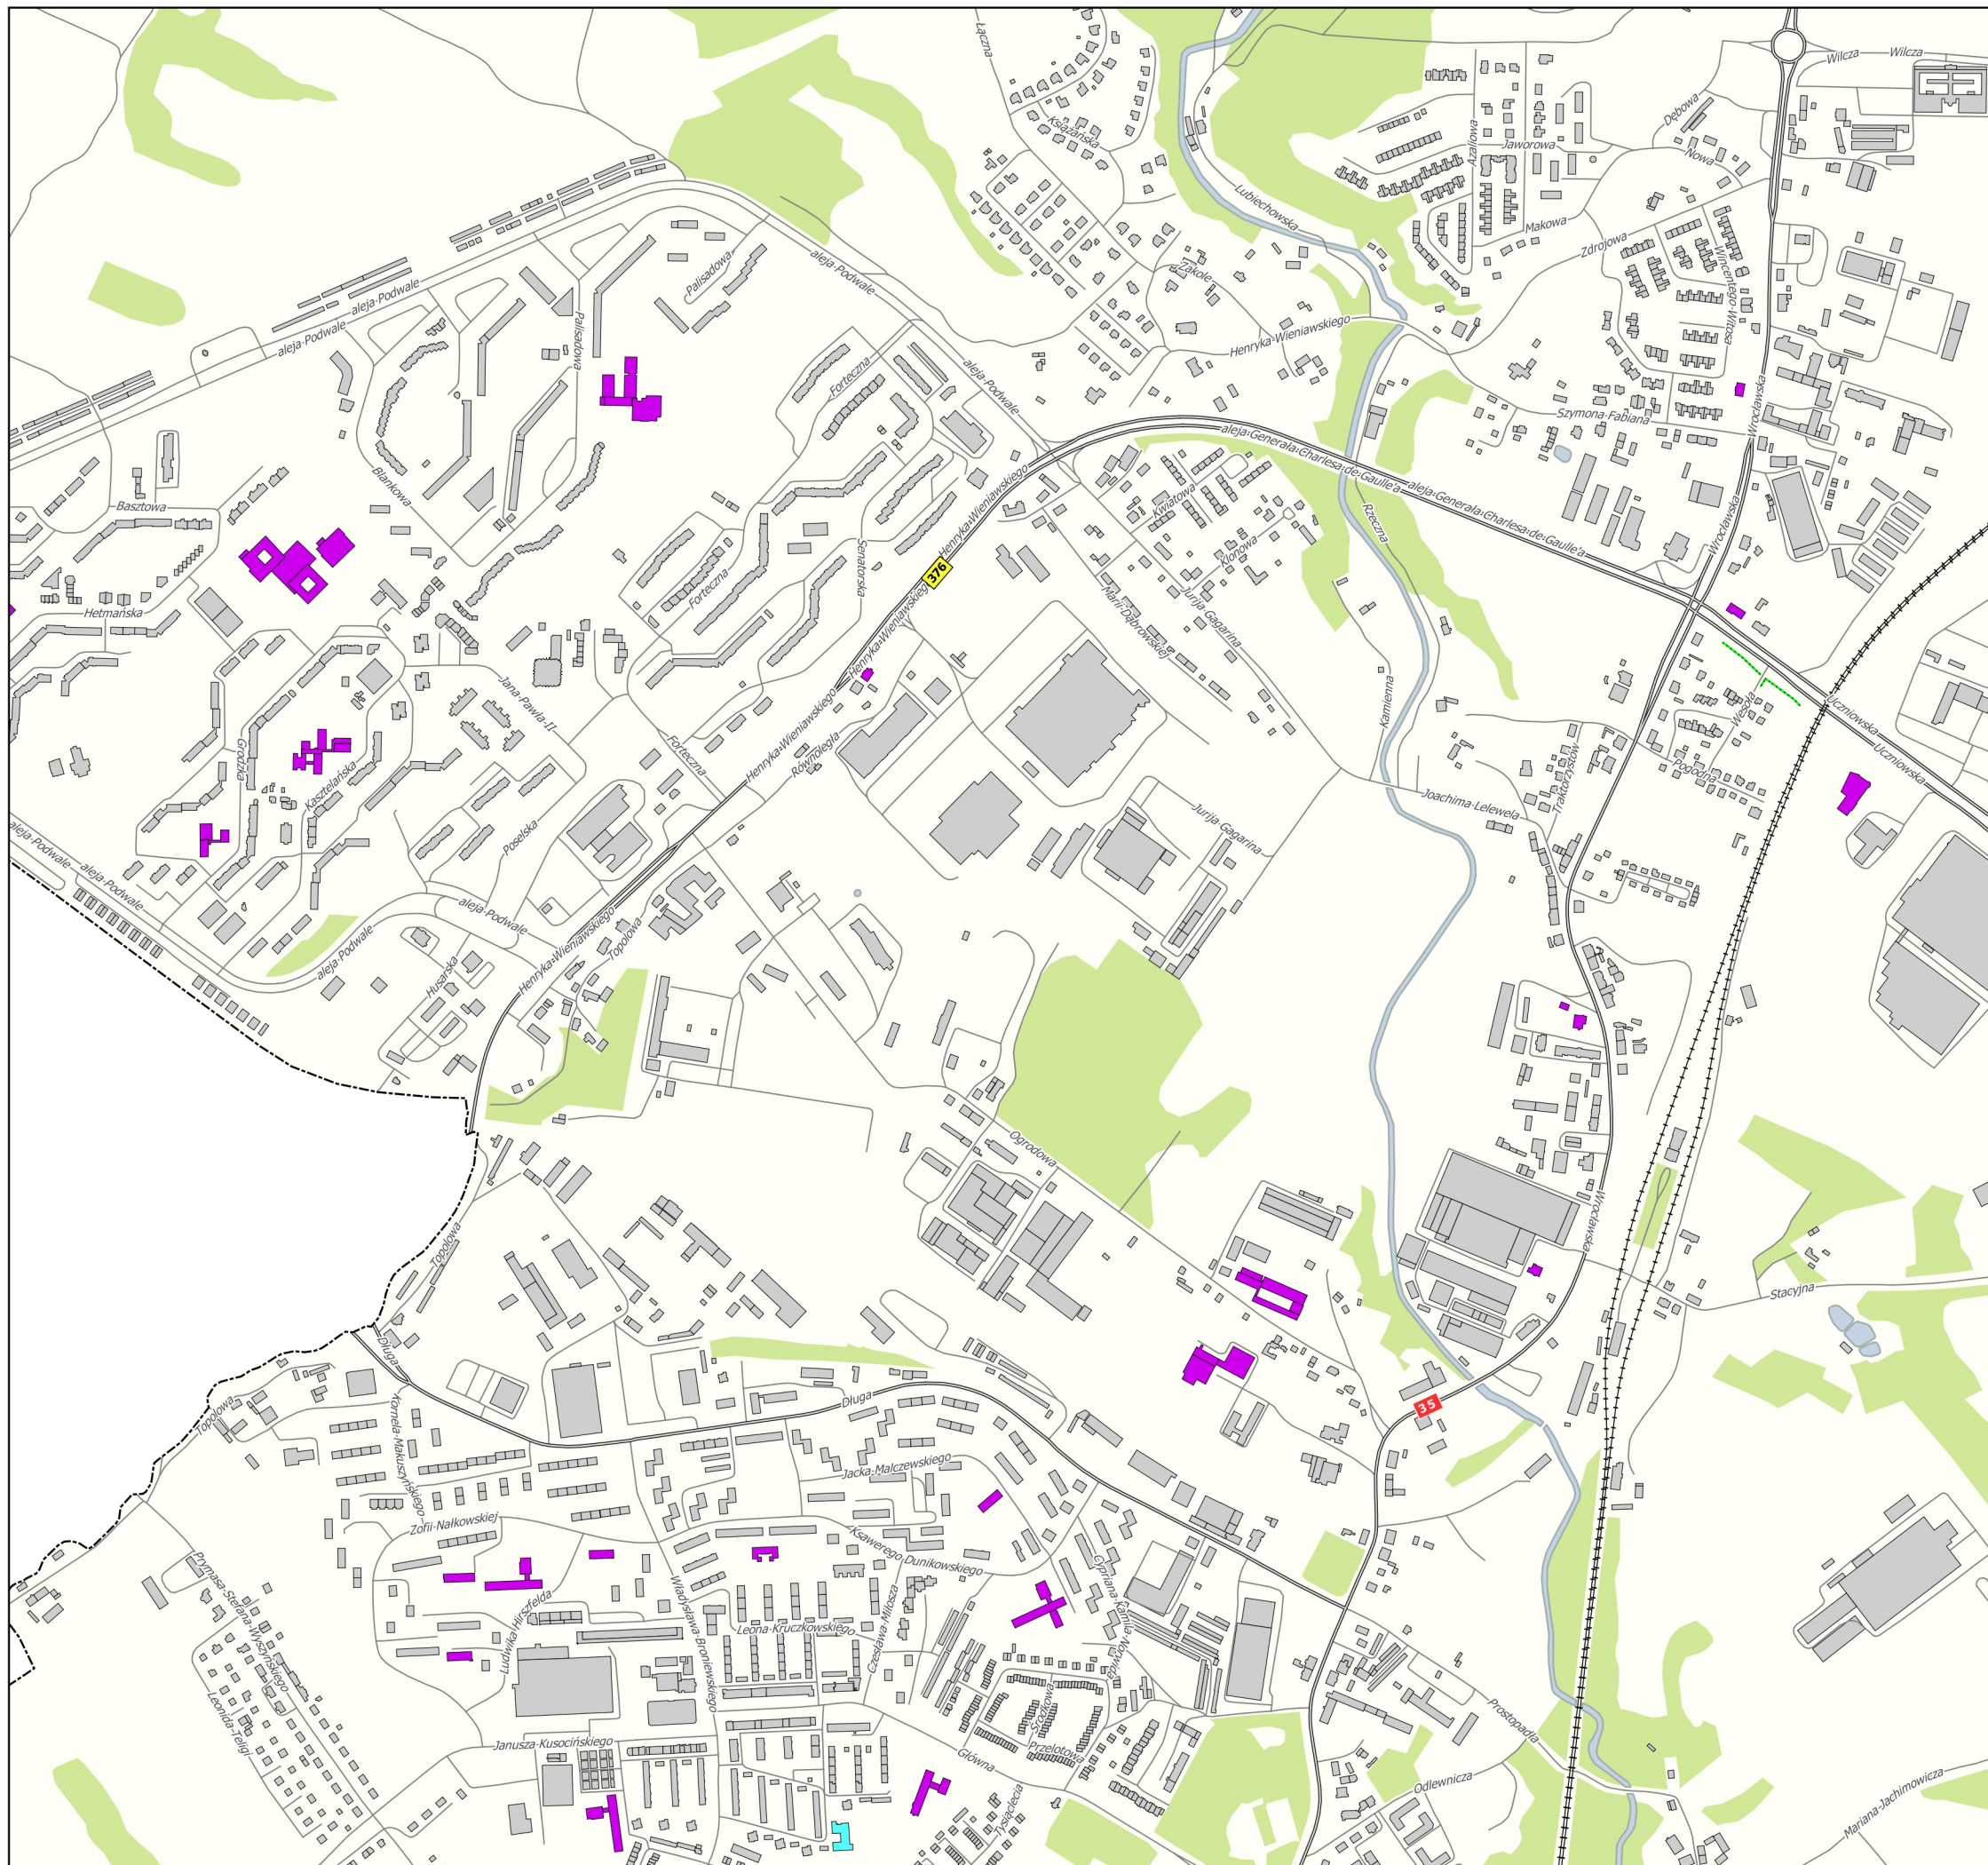 Łączna
Wilcza
Wilcza
Dębowa
Książańska
Azaliowa
Jaworowa
Nowa
Lubiechowska
Makowa
Zdrojowa
Palisadowa
aleja Podwale
Zakole
Wincentego Witosa
aleja Podwale
aleja Podwale
Palisadowa
Henryka Wieniawskiego
Forteczna
aleja Podwale
Wrocławska
Szymona Fabiana
aleja Generała Charlesa de Gaulle'a
aleja Generała Charlesa de Gaulle'a
Blankowa
Basztowa
Kwiatowa
Rzeczna
Henryka Wieniawskiego
Wrocławska
Klonowa
Senatorska
376
Forteczna
Hetmańska
Henryka Wieniawskieg
Marii Dąbrowskiej
Jurija Gagarina
Henryka Wieniawskiego
Jana Pawła II
Kamienna
Wesoła
Uczniowska
Henryka Wieniawskiego
Równoległa
Forteczna
Grodzka
Kasztelańska
Uczniowska
Pogodna
Traktorzystów
Joachima Lelewela
Jurija Gagarina
Poselska
aleja Podwale
aleja Podwale
aleja Podwale
aleja Podwale
Henryka Wieniawskiego
Topolowa
Husarska
Ogrodowa
Wrocławska
Topolowa
Stacyjna
Długa
Długa
Topolowa
35
Kornela Makuszyńskiego
Jacka Malczewskiego
Zofii Nałkowskiej
Ksawerego Dunikowskiego
Prymasa Stefana Wyszyńskiego
Ludwika Hirszfelda
Władysława Broniewskiego
Leona Kruczkowskiego
Czesława Miłosza
Cypriana Kamila Norwida
Leonida Teligi
Środkowa
Prostopadła
Janusza Kusocińskiego
Przelotowa
Główna
Odlewnicza
Tysiąclecia
Mariana Jachimowicza